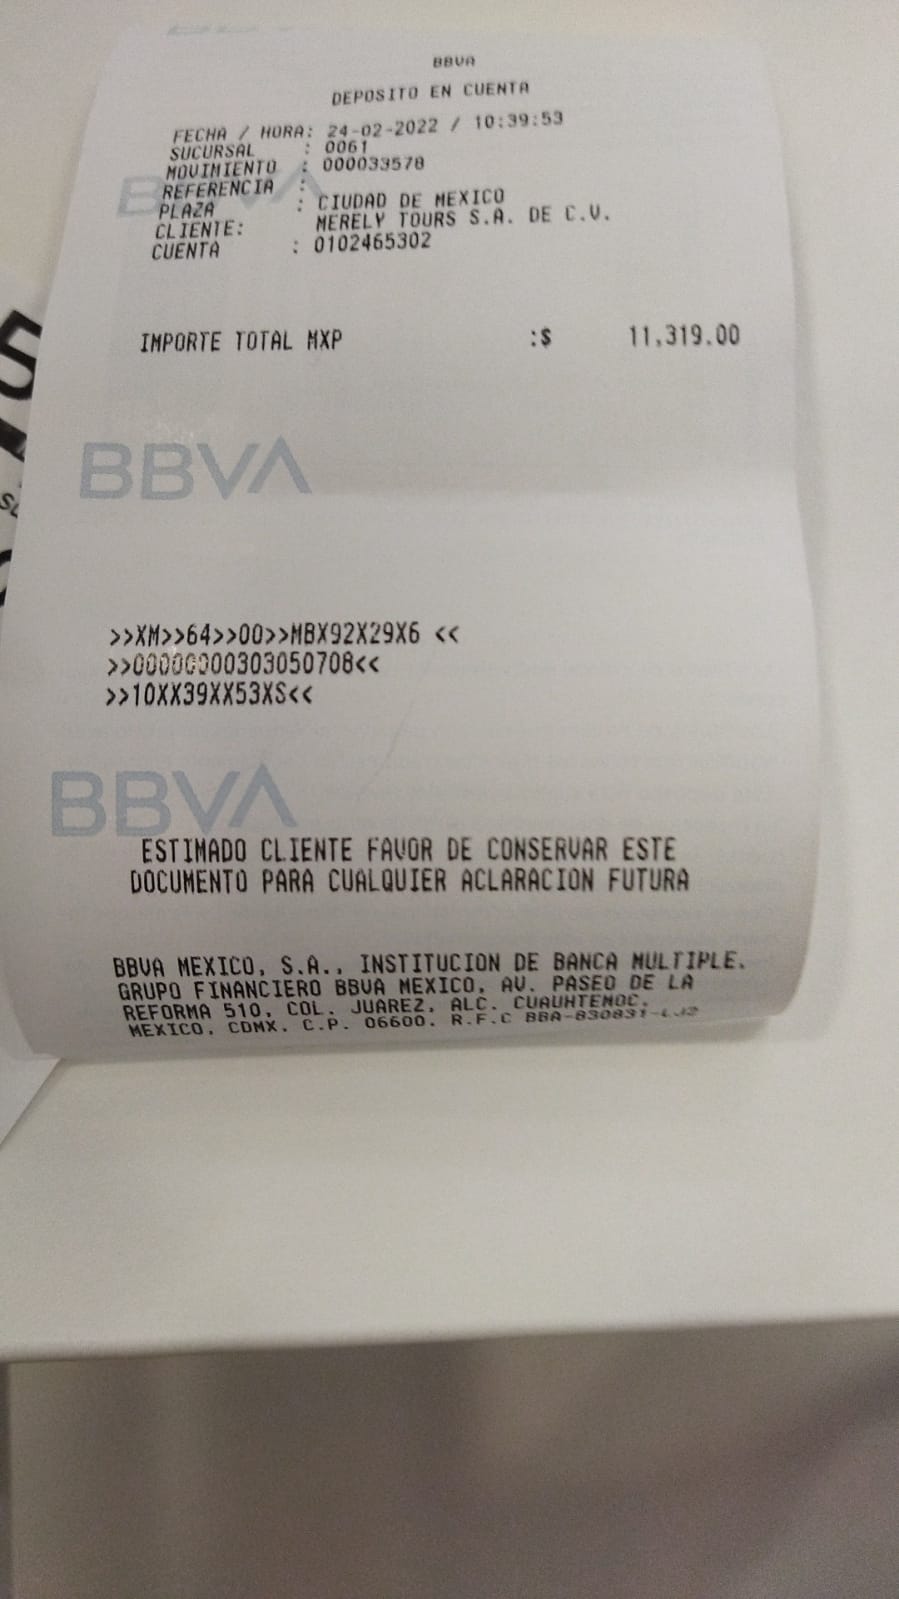 BBVA
DEPOSITO EN CUENTA
FECHA / HORA: 24-02-2022 / 10:39:53
SUCURSAL : 0061
MOVIMIENTO : 000033578
REFERENCIA :
PLAZA : CIUDAD DE MEXICO
CLIENTE: MERELY TOURS S.A. DE C.V.
CUENTA : 0102465302
IMPORTE TOTAL MXP :$ 11,319.00
BBVA
>>XM>>64>>00>>MBX92X29X6 <<
>>00000000303050708<<
>>10XX39XX53XS<<
BBVA
ESTIMADO CLIENTE FAVOR DE CONSERVAR ESTE
DOCUMENTO PARA CUALQUIER ACLARACION FUTURA
BBVA MEXICO, S.A., INSTITUCION DE BANCA MULTIPLE,
GRUPO FINANCIERO BBVA MEXICO, AV. PASEO DE LA
REFORMA 510, COL. JUAREZ, ALC. CUAUHTEMOC,
MEXICO, CDMX. C.P. 06600. R.F.C BBA-830831-LJ2